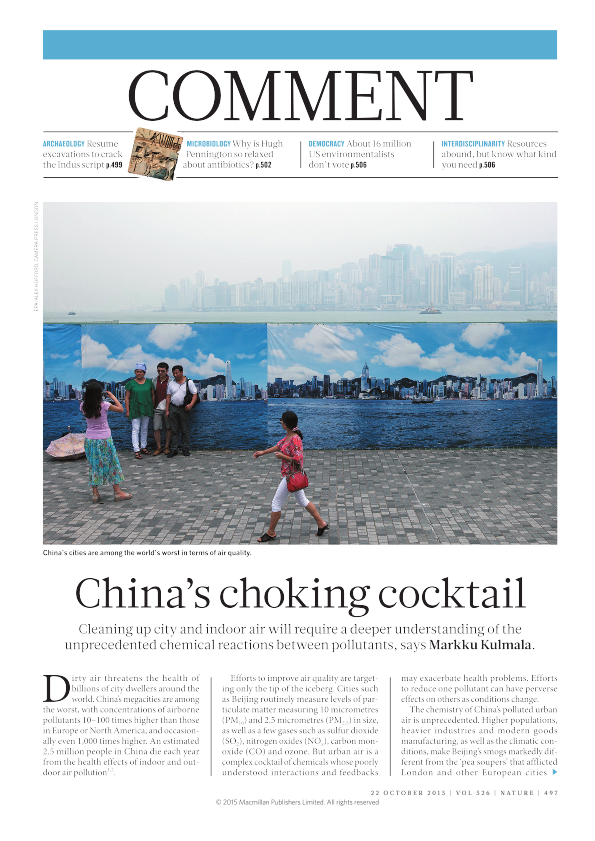 COMMENT
ARCHAEOLOGY Resume
excavations to crack
the Indus script p.499
MICROBIOLOGY Why is Hugh
Pennington so relaxed
about antibiotics? p.502
DEMOCRACY About 16 million
US environmentalists
don’t vote p.506
INTERDISCIPLINARITY Resources
abound, but know what kind
you need p.506
China’s cities are among the world’s worst in terms of air quality.
China’s choking cocktail
Cleaning up city and indoor air will require a deeper understanding of the
unprecedented chemical reactions between pollutants, says Markku Kulmala.
Dirty air threatens the health of
billions of city dwellers around the
world. China’s megacities are among
the worst, with concentrations of airborne
pollutants 10–100 times higher than those
in Europe or North America, and occasion-
ally even 1,000 times higher. An estimated
2.5 million people in China die each year
from the health effects of indoor and out-
door air pollution¹,².
Efforts to improve air quality are target-
ing only the tip of the iceberg. Cities such
as Beijing routinely measure levels of par-
ticulate matter measuring 10 micrometres
(PM₁₀) and 2.5 micrometres (PM₂.₅) in size,
as well as a few gases such as sulfur dioxide
(SO₂), nitrogen oxides (NOₓ), carbon mon-
oxide (CO) and ozone. But urban air is a
complex cocktail of chemicals whose poorly
understood interactions and feedbacks
may exacerbate health problems. Efforts
to reduce one pollutant can have perverse
effects on others as conditions change.
The chemistry of China’s polluted urban
air is unprecedented. Higher populations,
heavier industries and modern goods
manufacturing, as well as the climatic con-
ditions, make Beijing’s smogs markedly dif-
ferent from the ‘pea soupers’ that afflicted
London and other European cities ▶
22 OCTOBER 2015 | VOL 526 | NATURE | 497
© 2015 Macmillan Publishers Limited. All rights reserved